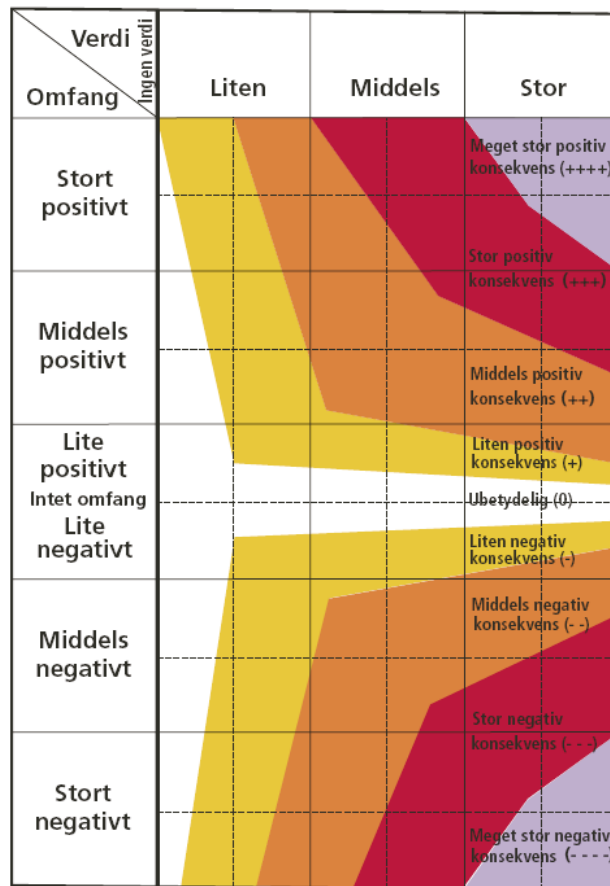 Verdi
Omfang
Ingen verdi
Liten
Middels
Stor
Stort
positivt
Meget stor positiv
konsekvens (++++)
Stor positiv
konsekvens (+++)
Middels
positivt
Middels positiv
konsekvens (++)
Lite
positivt
Liten positiv
konsekvens (+)
Intet omfang
Ubetydelig (0)
Lite
negativt
Liten negativ
konsekvens (-)
Middels
negativt
Middels negativ
konsekvens (- -)
Stor negativ
konsekvens (- - -)
Stort
negativt
Meget stor negativ
konsekvens (- - - -)